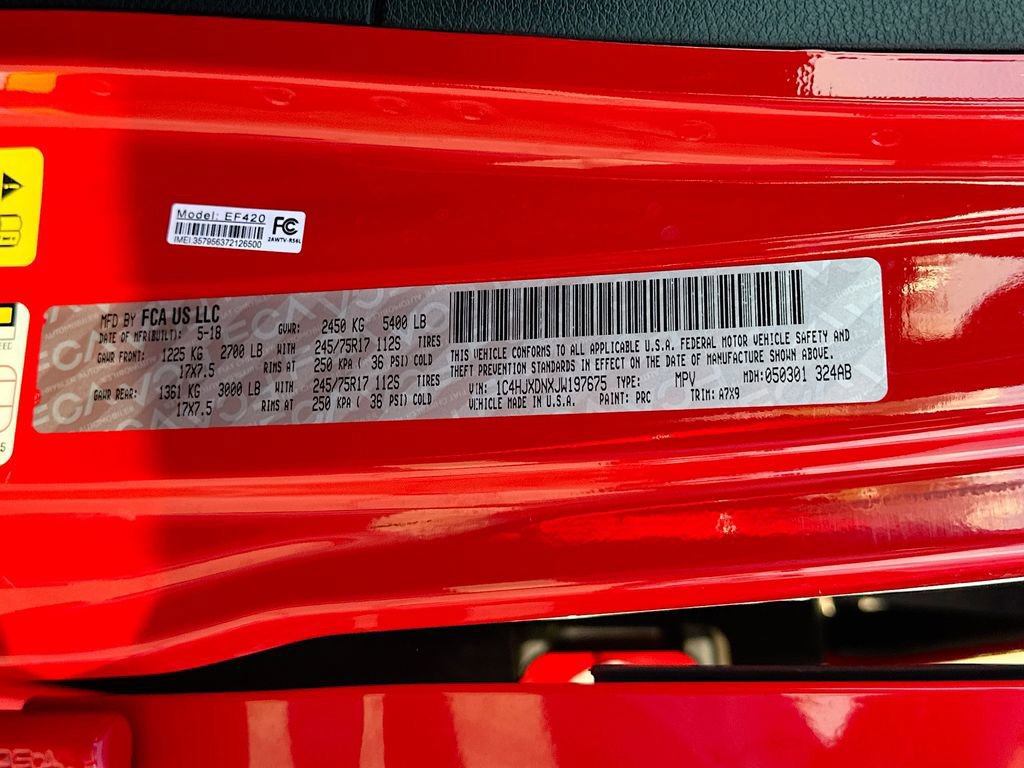 Model: EF420
IMEI:357956372126500
FC
2AWTV-RS6L
MFD BY FCA US LLC
DATE OF MFR(BUILT): 5-18 GVWR: 2450 KG 5400 LB
GAWR FRONT: 1225 KG 2700 LB WITH 245/75R17 112S TIRES
17X7.5 RIMS AT 250 KPA ( 36 PSI) COLD
GAWR REAR: 1361 KG 3000 LB WITH 245/75R17 112S TIRES
17X7.5 RIMS AT 250 KPA ( 36 PSI) COLD
THIS VEHICLE CONFORMS TO ALL APPLICABLE U.S.A. FEDERAL MOTOR VEHICLE SAFETY AND
THEFT PREVENTION STANDARDS IN EFFECT ON THE DATE OF MANUFACTURE SHOWN ABOVE.
VIN: 1C4HJXDNXJW197675 TYPE: MPV MDH:050301 324AB
VEHICLE MADE IN U.S.A. PAINT: PRC TRIM: A7X9